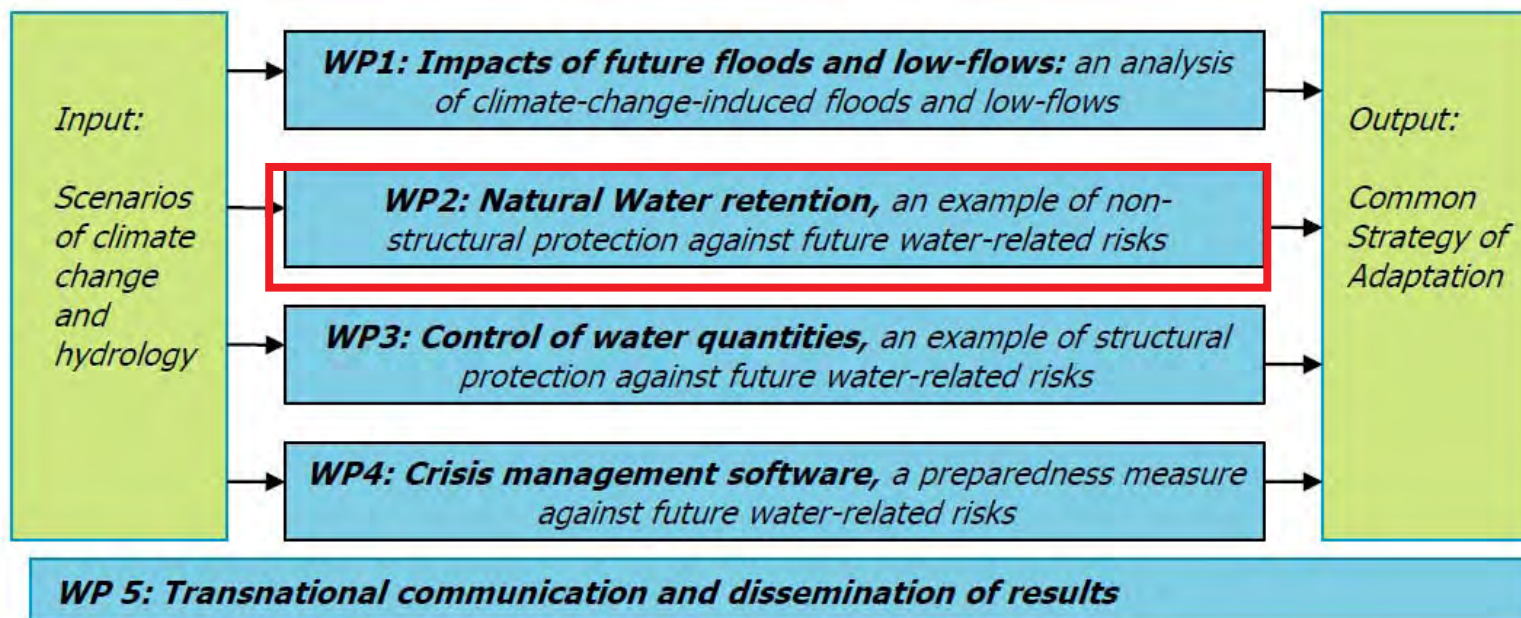 Input:
Scenarios
of climate
change
and
hydrology
WP1: Impacts of future floods and low-flows: an analysis
of climate-change-induced floods and low-flows
WP2: Natural Water retention, an example of non-
structural protection against future water-related risks
WP3: Control of water quantities, an example of structural
protection against future water-related risks
WP4: Crisis management software, a preparedness measure
against future water-related risks
Output:
Common
Strategy of
Adaptation
WP 5: Transnational communication and dissemination of results